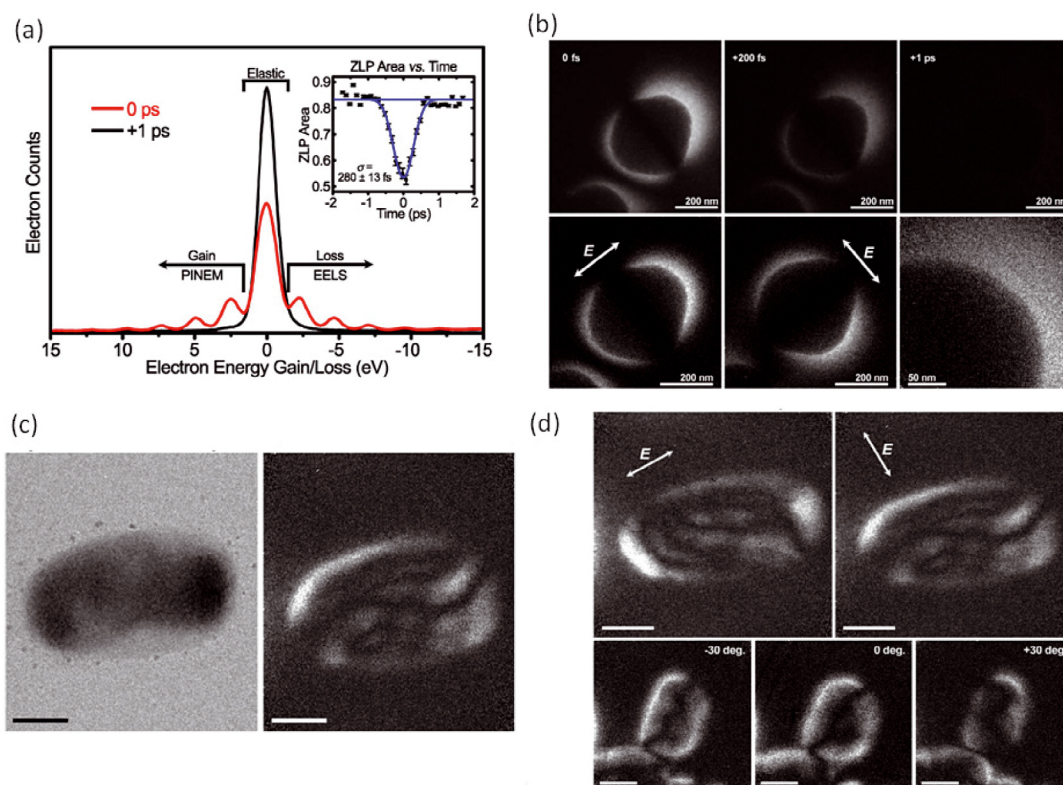 (a)
Electron Counts
0 ps
+1 ps
Elastic
Gain
PINEM
Loss
EELS
15 10 5 0 -5 -10 -15
Electron Energy Gain/Loss (eV)
ZLP Area vs. Time
ZLP Area
0.9
0.8
0.7
0.6
0.5
σ =
280 ± 13 fs
-2 -1 0 1 2
Time (ps)
(b)
0 fs
200 nm
+200 fs
200 nm
+1 ps
200 nm
E
200 nm
E
200 nm
50 nm
(c)
(d)
E
E
-30 deg.
0 deg.
+30 deg.